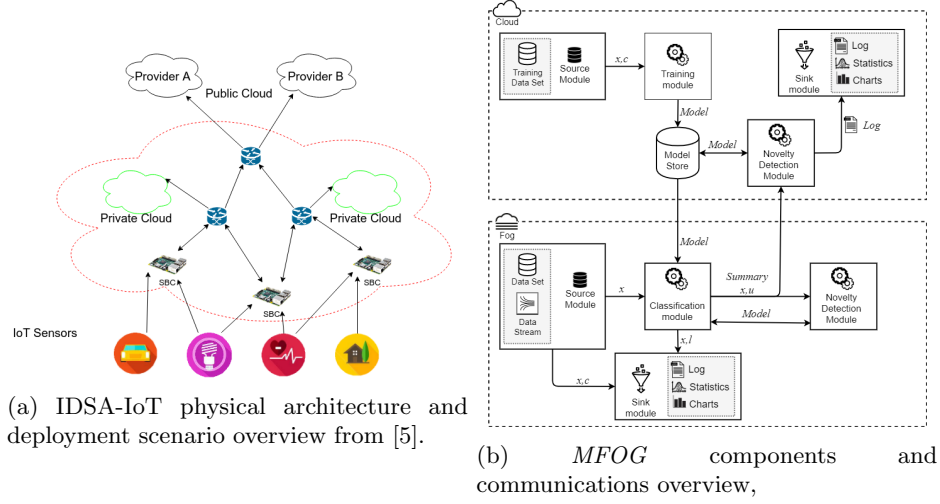 Provider A
Provider B
Public Cloud
Private Cloud
Private Cloud
SBC
SBC
SBC
IoT Sensors
(a) IDSA-IoT physical architecture and
deployment scenario overview from [5].
Cloud
Training
Data Set
Source
Module
x,c
Training
module
Model
Model
Store
Model
Novelty
Detection
Module
Log
Sink
module
Log
Statistics
Charts
Model
Fog
Data Set
Data
Stream
Source
Module
x
Classification
module
Summary
x,u
Model
Novelty
Detection
Module
x,l
x,c
Sink
module
Log
Statistics
Charts
(b) MFOG components and
communications overview,